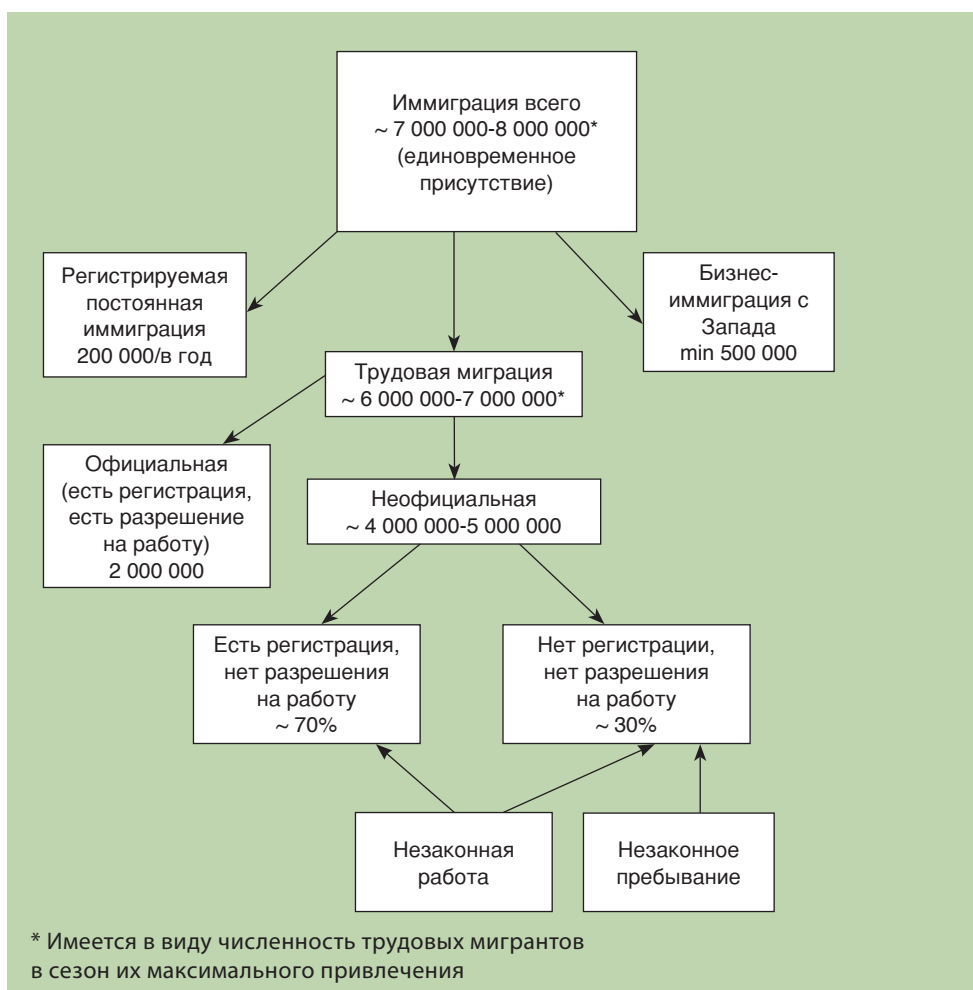 Иммиграция всего
~ 7 000 000-8 000 000*
(единовременное
присутствие)
Регистрируемая
постоянная
иммиграция
200 000/в год
Бизнес-
иммиграция с
Запада
min 500 000
Трудовая миграция
~ 6 000 000-7 000 000*
Официальная
(есть регистрация,
есть разрешение
на работу)
2 000 000
Неофициальная
~ 4 000 000-5 000 000
Есть регистрация,
нет разрешения
на работу
~ 70%
Нет регистрации,
нет разрешения
на работу
~ 30%
Незаконная
работа
Незаконное
пребывание
* Имеется в виду численность трудовых мигрантов
в сезон их максимального привлечения